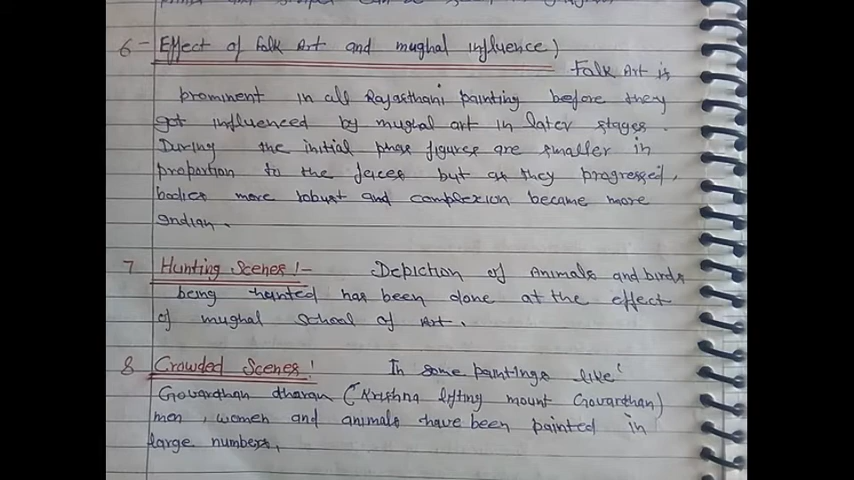 6- Effect of Folk Art and mughal influence)
Folk Art is
prominent in all Rajasthani painting before they
got influenced by mughal art in later stages.
During the initial phas figures are smaller in
proportion to the faces but as they progressed,
bodies more robust and complexion became more
Indian.
7 Hunting Scenes!- Depiction of Animals and birds
being hunted has been done at the effect
of mughal School of Art.
8 Crowded Scenes! In some paintings like'
Govardhan dharan (Krishna lifting mount Govardhan)
men, women and animals have been painted in
large numbers.